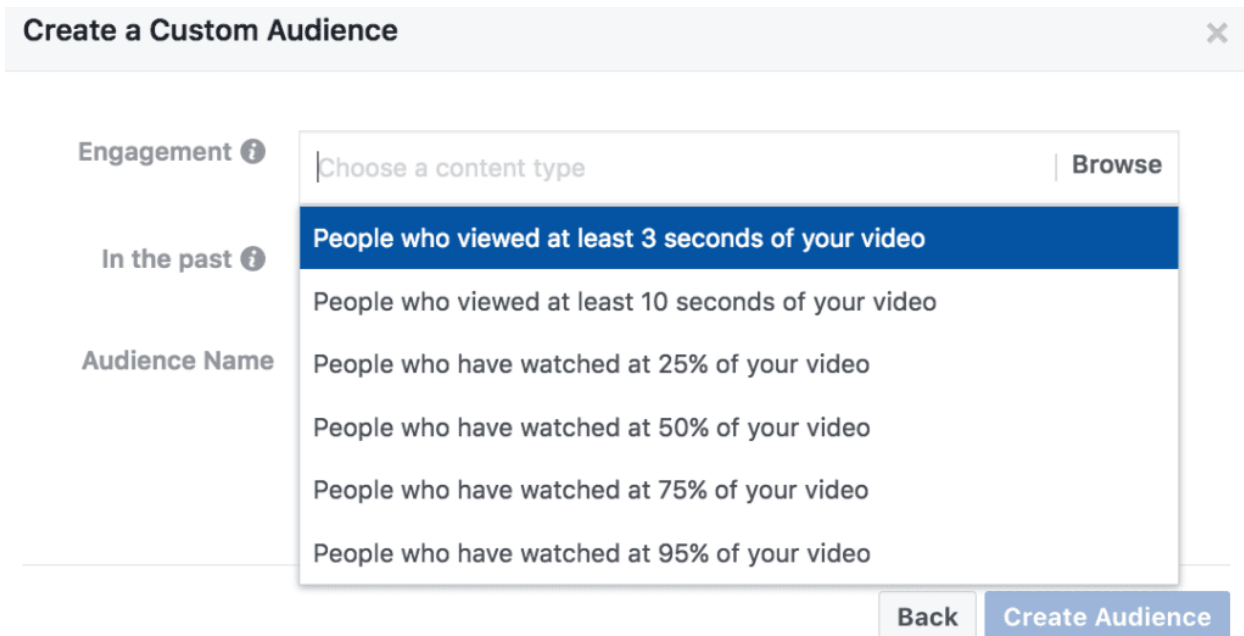 Create a Custom Audience
Engagement
Choose a content type
Browse
People who viewed at least 3 seconds of your video
In the past
People who viewed at least 10 seconds of your video
Audience Name
People who have watched at 25% of your video
People who have watched at 50% of your video
People who have watched at 75% of your video
People who have watched at 95% of your video
Back
Create Audience